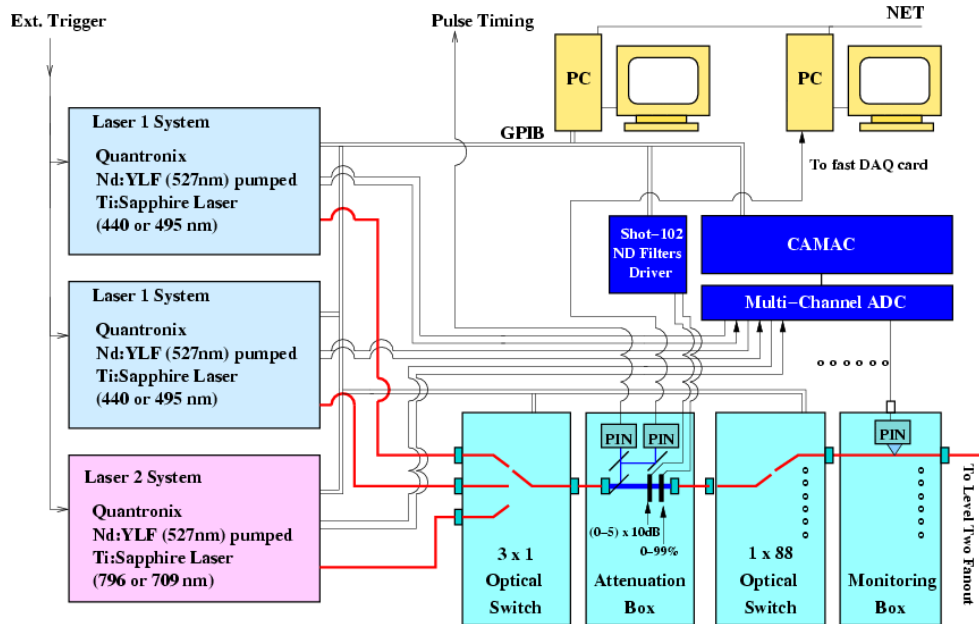 Ext. Trigger
Pulse Timing
NET
PC
PC
GPIB
To fast DAQ card
Laser 1 System
Quantronix
Nd:YLF (527nm) pumped
Ti:Sapphire Laser
(440 or 495 nm)
Shot-102
ND Filters
Driver
CAMAC
Multi-Channel ADC
Laser 1 System
Quantronix
Nd:YLF (527nm) pumped
Ti:Sapphire Laser
(440 or 495 nm)
Laser 2 System
Quantronix
Nd:YLF (527nm) pumped
Ti:Sapphire Laser
(796 or 709 nm)
3 x 1
Optical
Switch
PIN
PIN
(0-5) x 10dB
0-99%
Attenuation
Box
1 x 88
Optical
Switch
PIN
Monitoring
Box
To Level Two Fanout